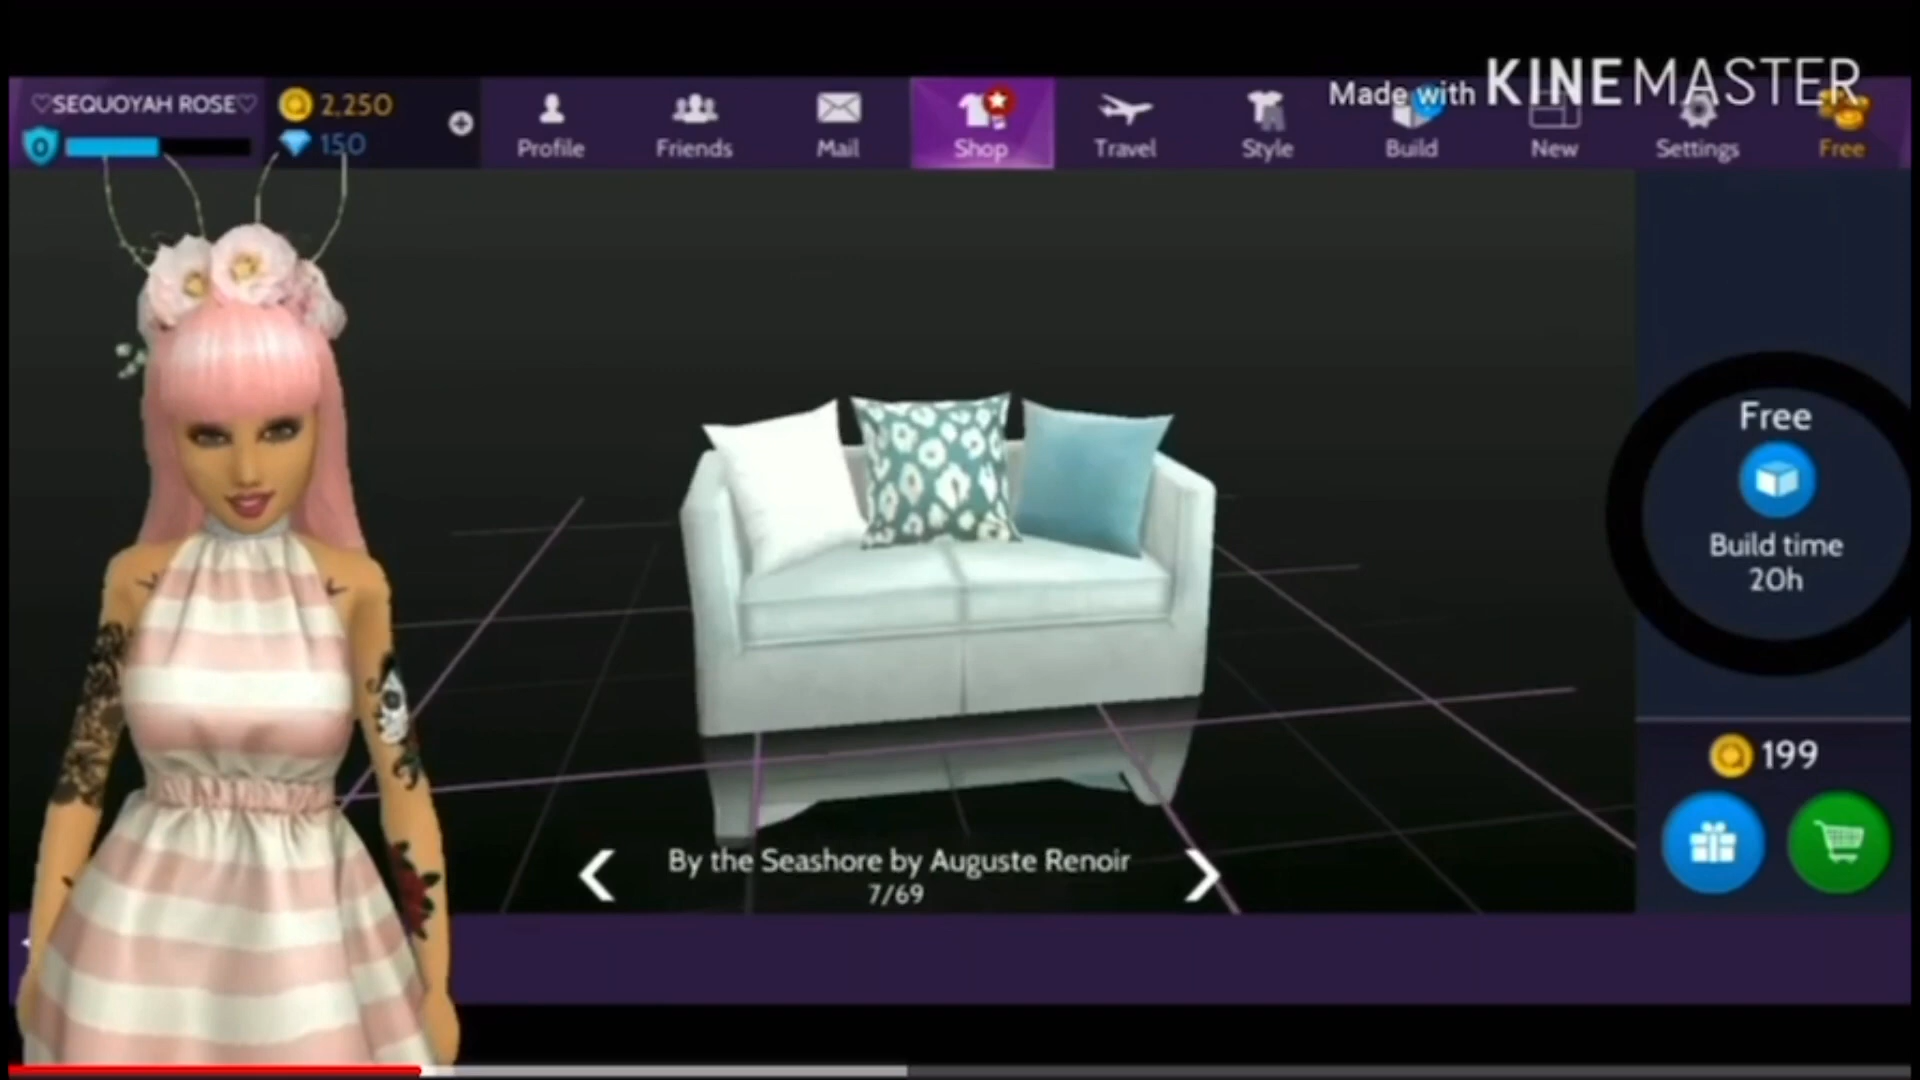 ♡SEQUOYAH ROSE♡
0
2,250
150
Profile
Friends
Mail
Shop
Travel
Style
Build
New
Settings
Free
Made with KINEMASTER
Free
Build time
20h
199
By the Seashore by Auguste Renoir
7/69